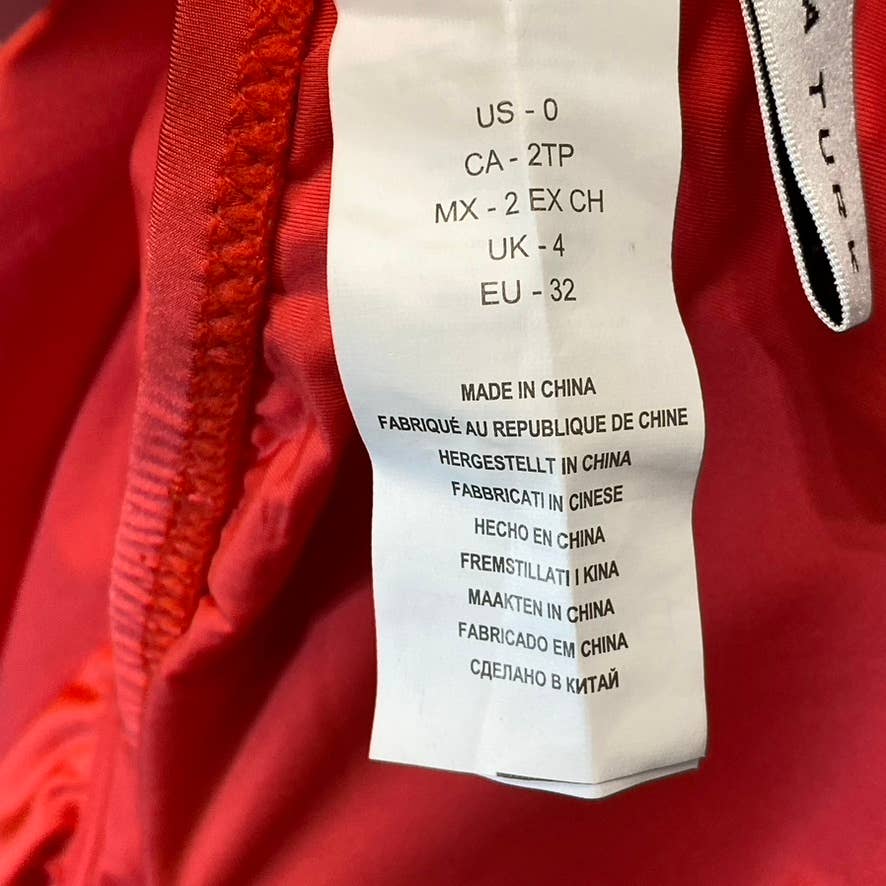 US - 0
CA - 2TP
MX - 2 EX CH
UK - 4
EU - 32
MADE IN CHINA
FABRIQUÉ AU REPUBLIQUE DE CHINE
HERGESTELLT IN CHINA
FABBRICATI IN CINESE
HECHO EN CHINA
FREMSTILLATI I KINA
MAAKTEN IN CHINA
FABRICADO EM CHINA
СДЕЛАНО В КИТАЙ